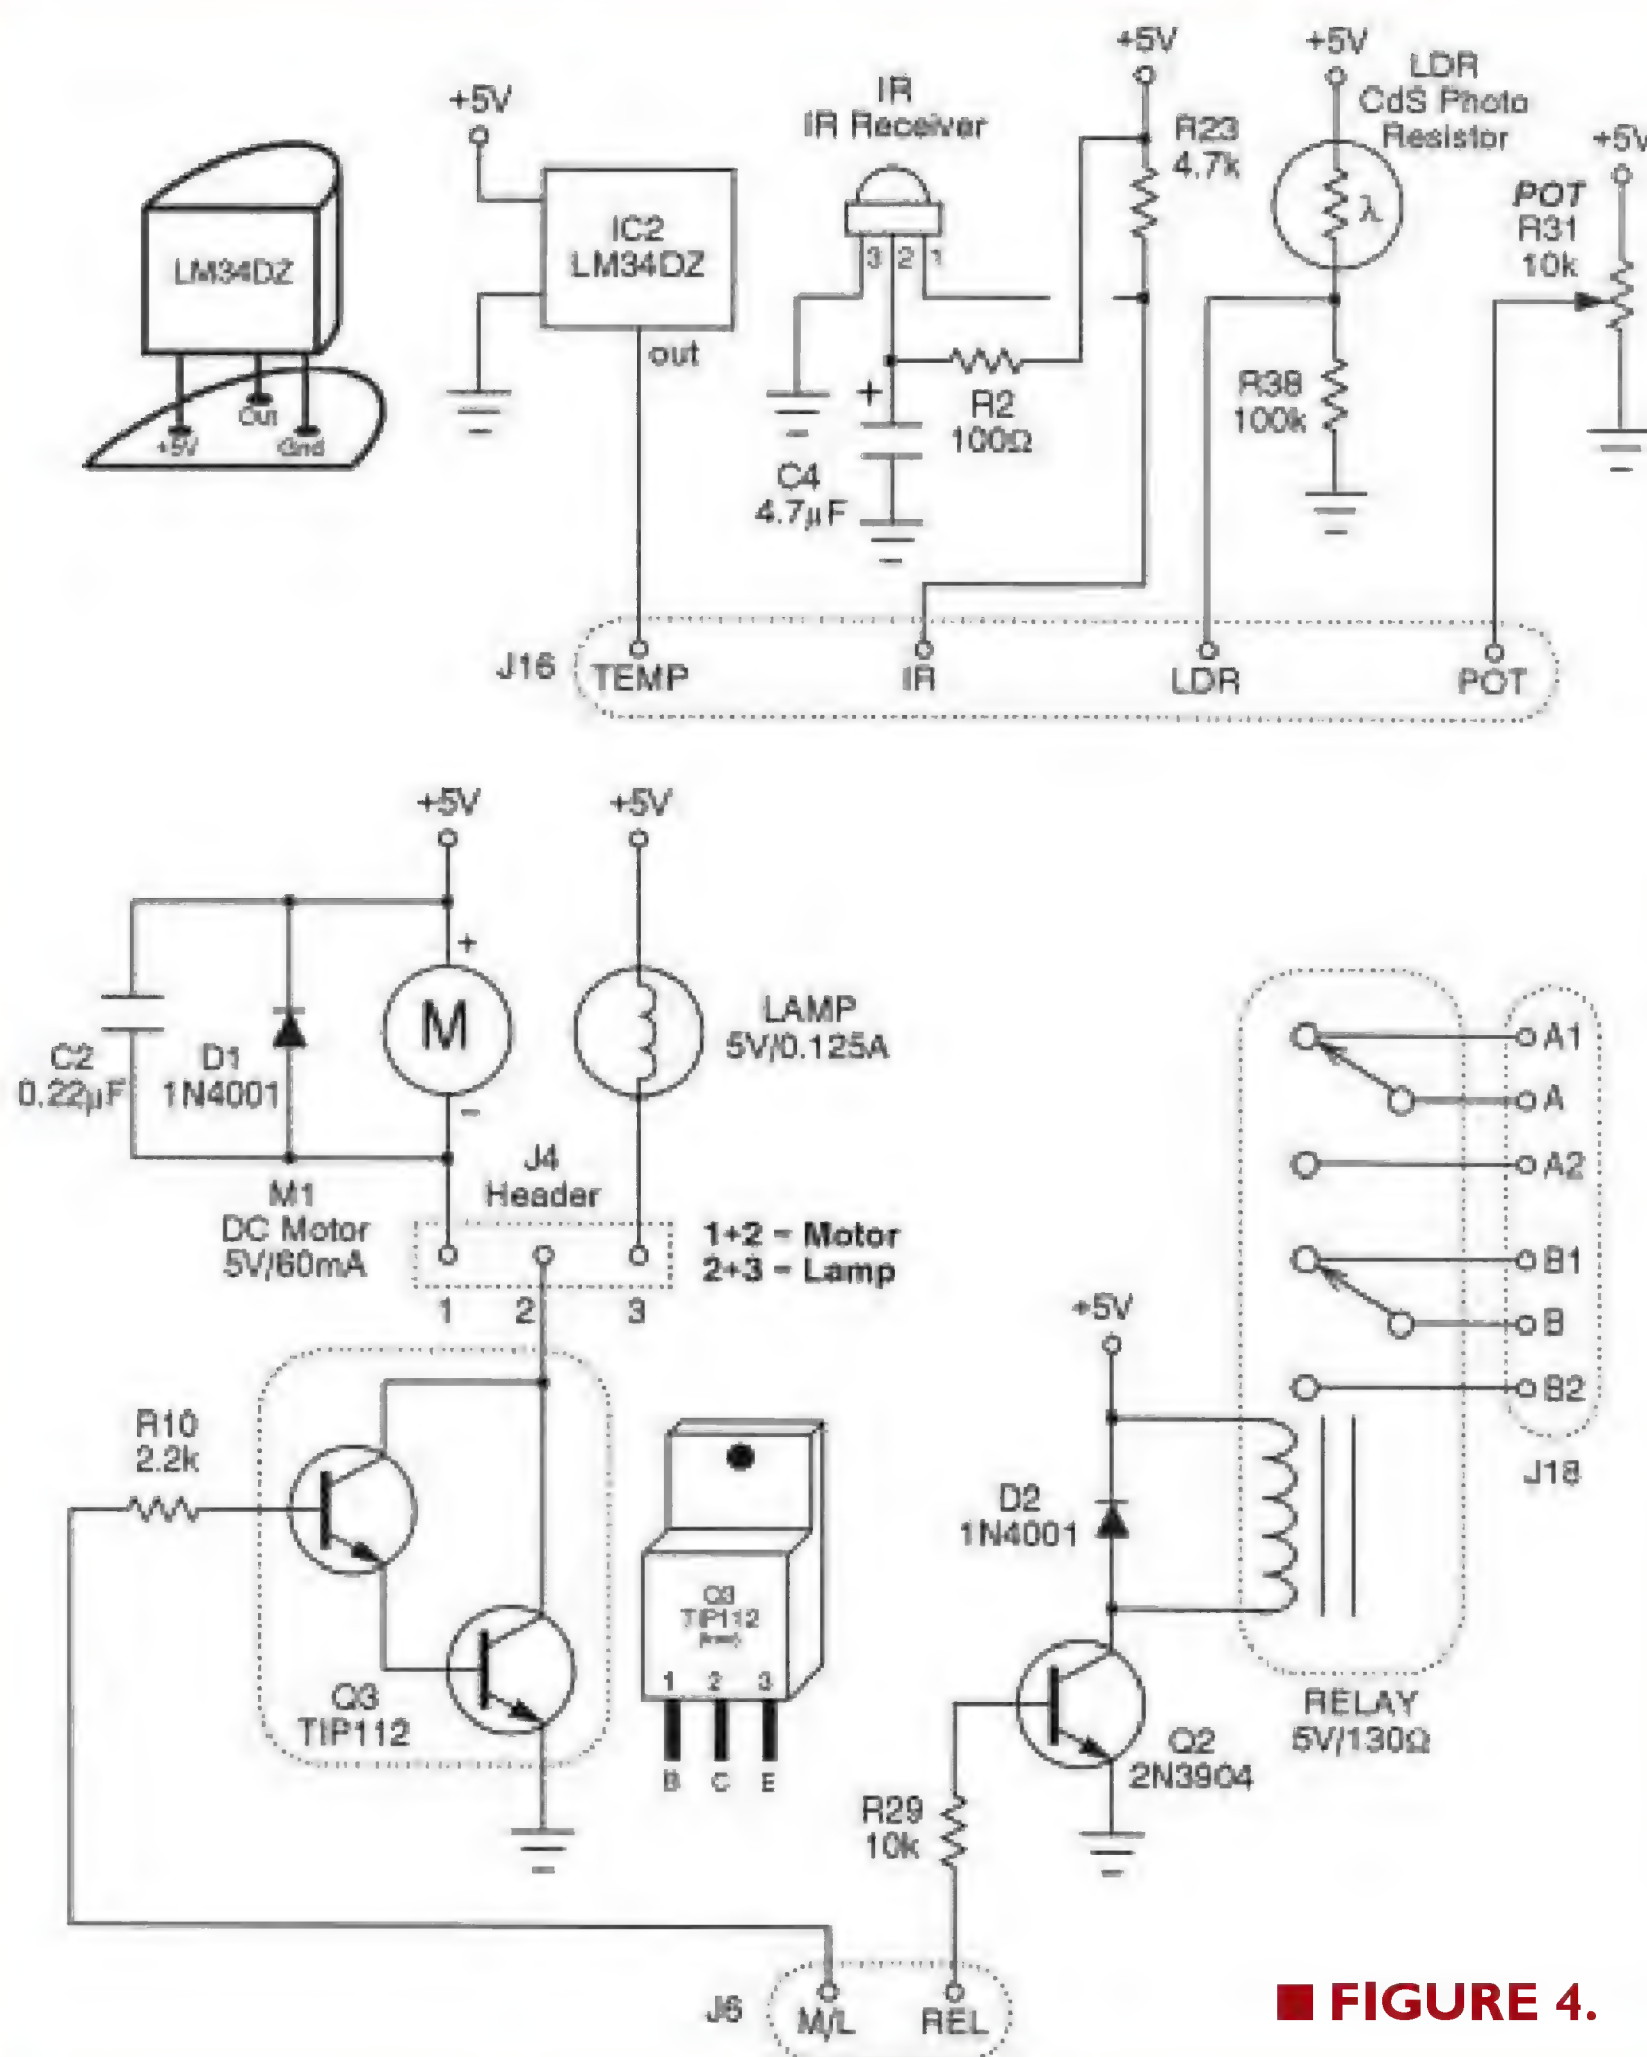 +5V
LM34DZ
+5V
Out
Gnd
IC2
LM34DZ
out
IR
IR Receiver
3 2 1
+
C4
4.7µF
R2
100Ω
+5V
R23
4.7k
+5V
LDR
CdS Photo
Resistor
λ
R38
100k
+5V
POT
R31
10k
J16
TEMP
IR
LDR
POT
+5V
+5V
+
M
-
C2
0.22µF
D1
1N4001
M1
DC Motor
5V/60mA
LAMP
5V/0.125A
J4
Header
1+2 = Motor
2+3 = Lamp
1 2 3
R10
2.2k
Q3
TIP112
Q3
TIP112
1 2 3
B C E
A1
A
A2
B1
B
B2
J18
+5V
D2
1N4001
RELAY
5V/130Ω
Q2
2N3904
R29
10k
J6
M/L
REL
FIGURE 4.